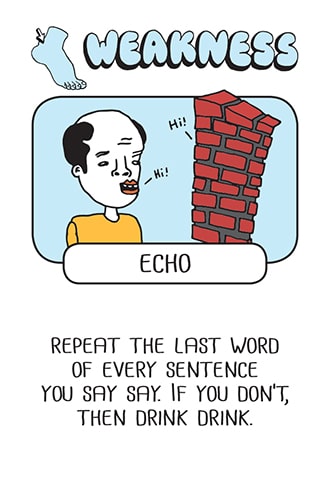 WEAKNESS
Hi!
Hi!
ECHO
REPEAT THE LAST WORD
OF EVERY SENTENCE
YOU SAY SAY. IF YOU DON'T,
THEN DRINK DRINK.